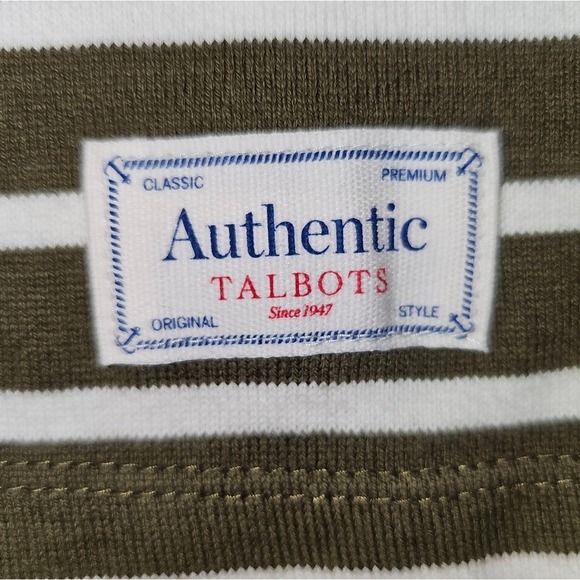 CLASSIC PREMIUM
Authentic
TALBOTS
Since 1947
ORIGINAL STYLE